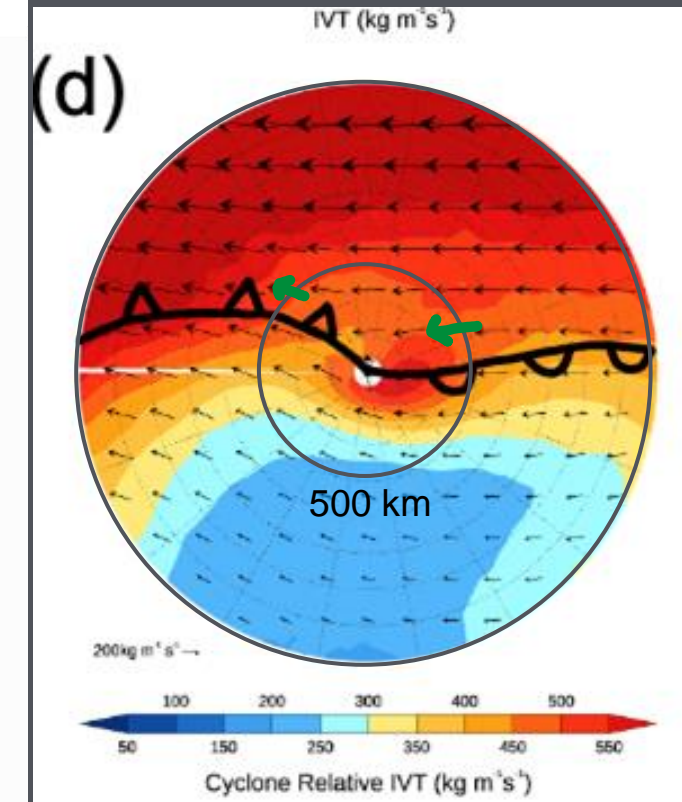 IVT (kg m⁻¹s⁻¹)
(d)
500 km
200kg m⁻¹ s⁻¹ →
100 200 300 400 500
50 150 250 350 450 550
Cyclone Relative IVT (kg m⁻¹s⁻¹)